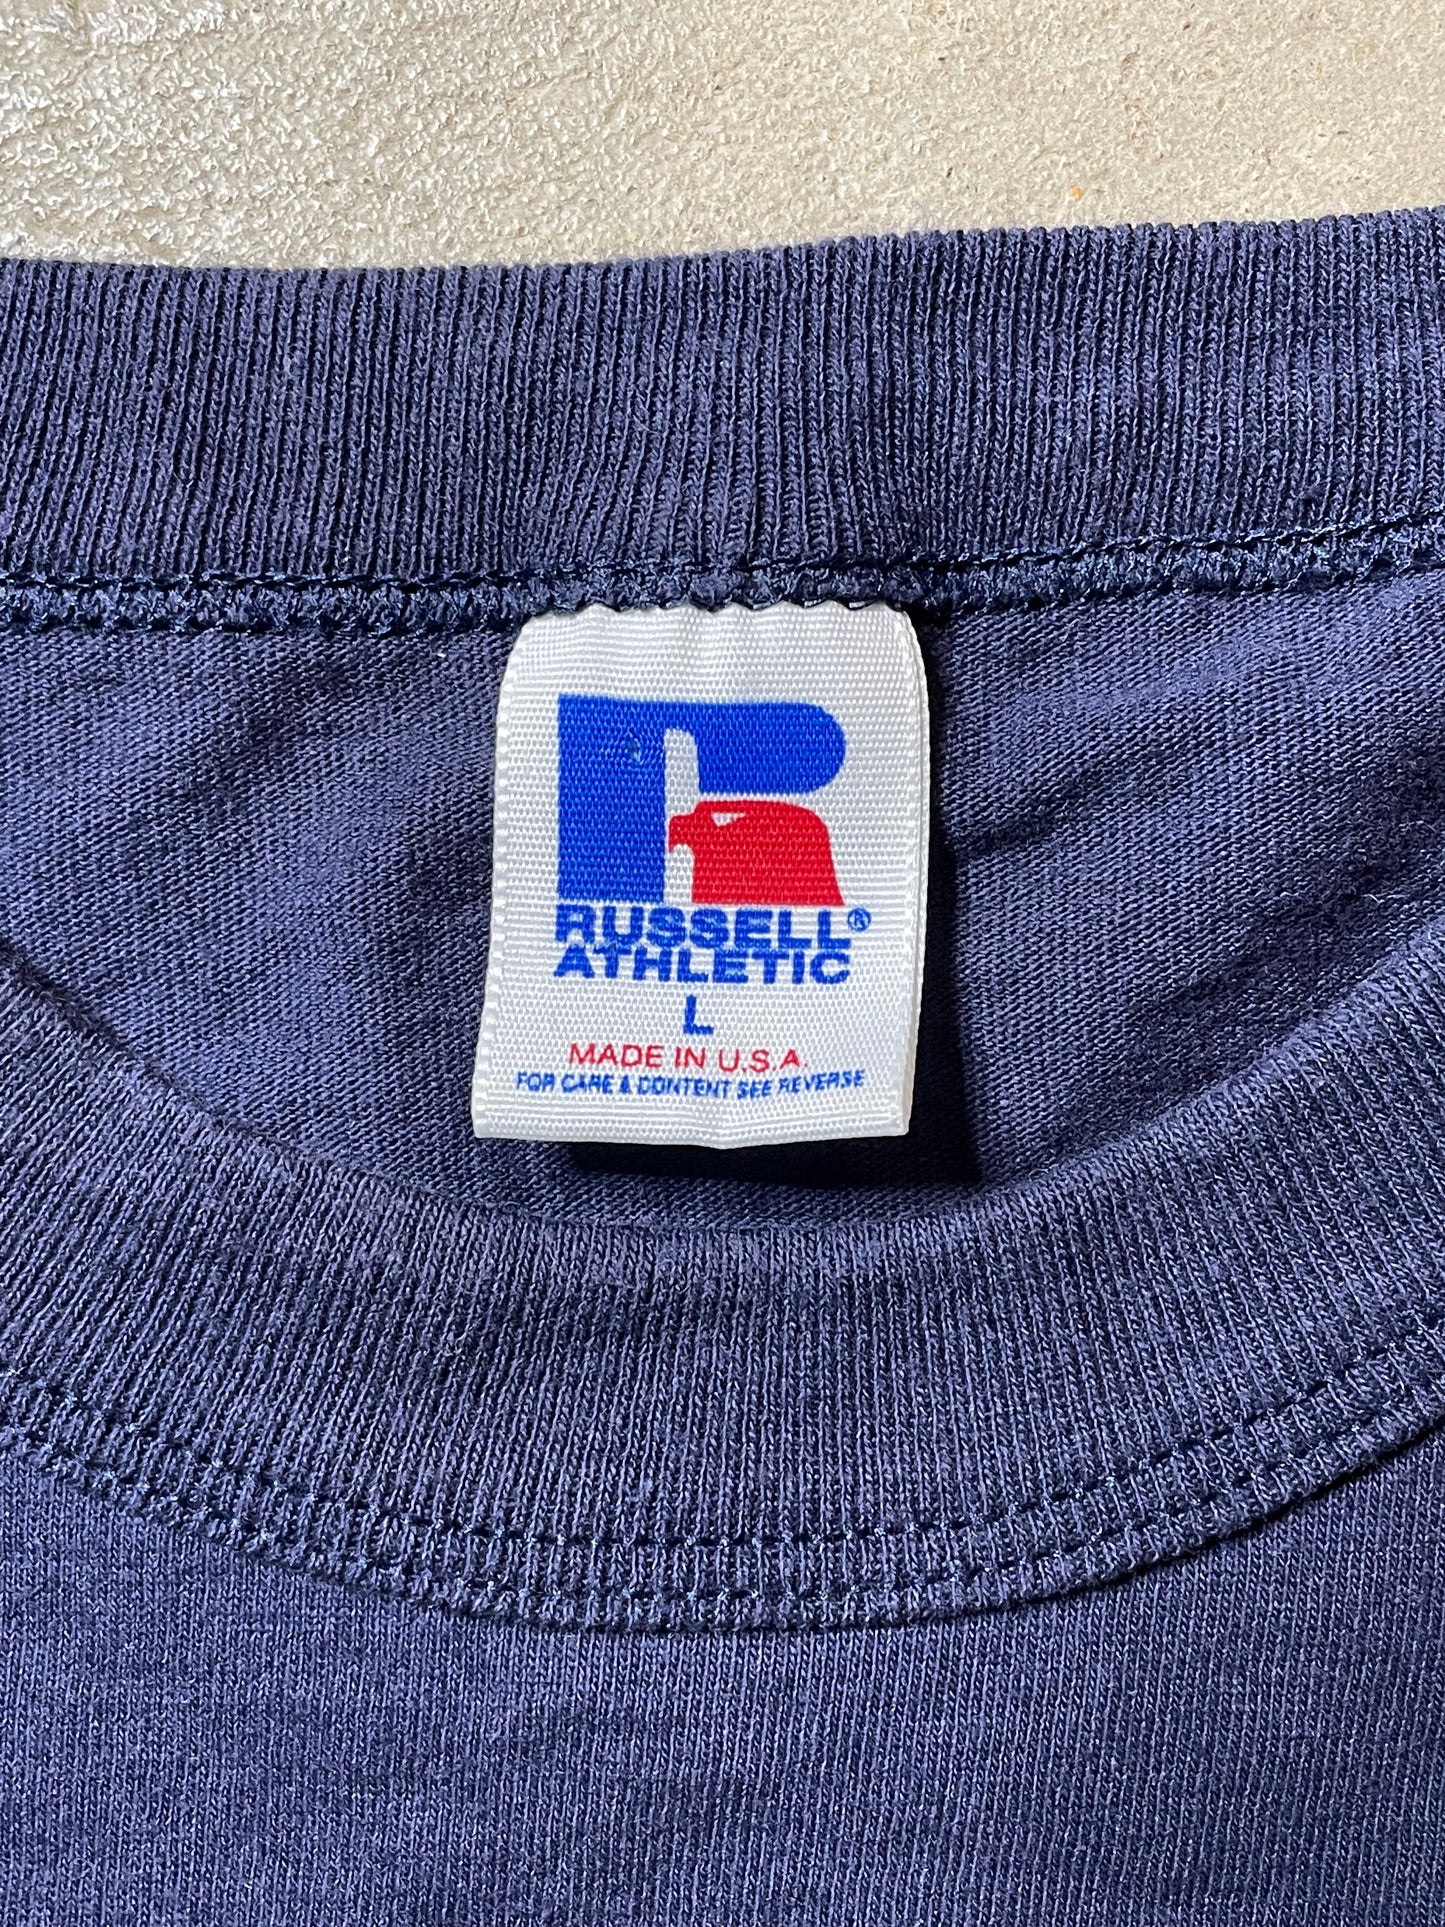 RUSSELL®
ATHLETIC
L
MADE IN U.S.A.
FOR CARE & CONTENT SEE REVERSE